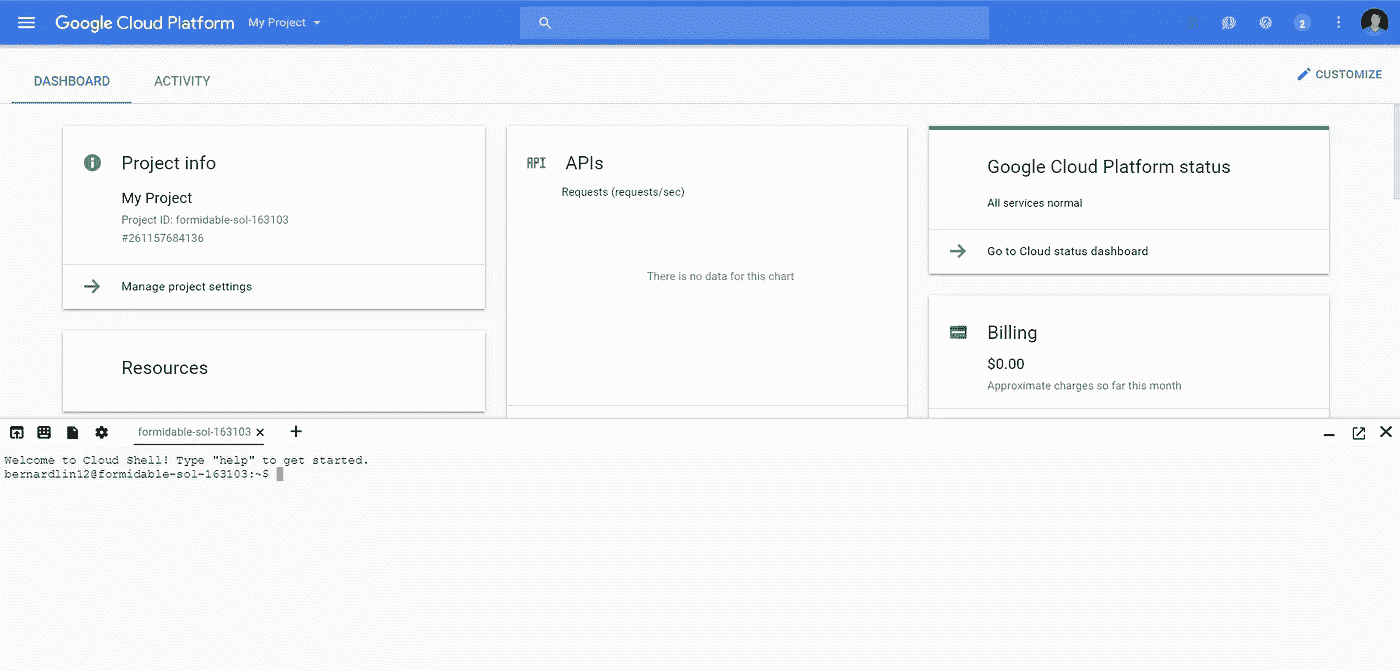 Google Cloud Platform My Project
2
DASHBOARD ACTIVITY
CUSTOMIZE
Project info
My Project
Project ID: formidable-sol-163103
#261157684136
Manage project settings
Resources
API APIs
Requests (requests/sec)
There is no data for this chart
Google Cloud Platform status
All services normal
Go to Cloud status dashboard
Billing
$0.00
Approximate charges so far this month
formidable-sol-163103
Welcome to Cloud Shell! Type "help" to get started.
bernardlin12@formidable-sol-163103:~$